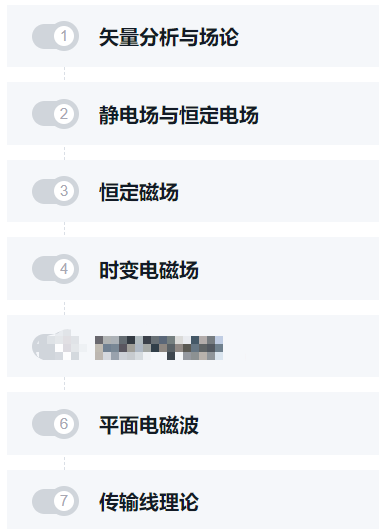 1 矢量分析与场论
2 静电场与恒定电场
3 恒定磁场
4 时变电磁场
6 平面电磁波
7 传输线理论